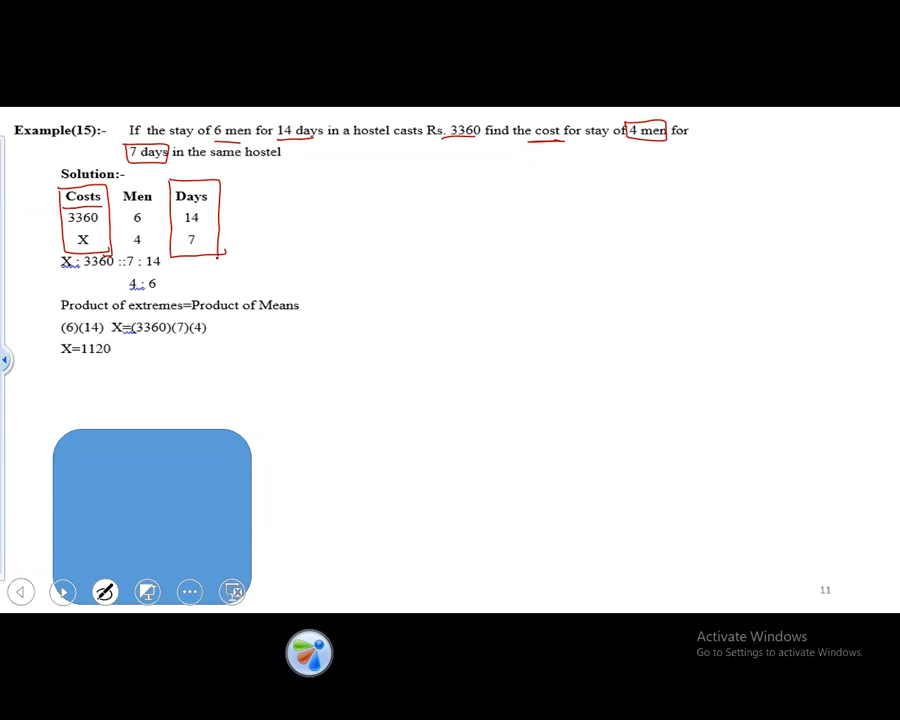 Example(15):- If the stay of 6 men for 14 days in a hostel casts Rs. 3360 find the cost for stay of 4 men for
7 days in the same hostel
Solution:-
Costs Men Days
3360 6 14
X 4 7
X : 3360 ::7 : 14
4 : 6
Product of extremes=Product of Means
(6)(14) X=(3360)(7)(4)
X=1120
11
Activate Windows
Go to Settings to activate Windows.